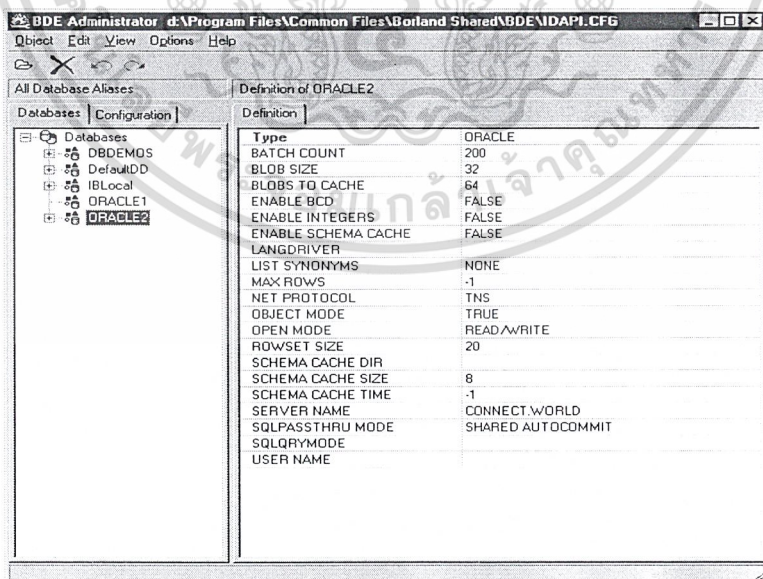 BDE Administrator d:\Program Files\Common Files\Borland Shared\BDE\IDAPI.CFG
Object Edit View Options Help
All Database Aliases
Definition of ORACLE2
Databases Configuration
Definition
Databases
DBDEMOS
DefaultDD
IBLocal
ORACLE1
ORACLE2
Type ORACLE
BATCH COUNT 200
BLOB SIZE 32
BLOBS TO CACHE 64
ENABLE BCD FALSE
ENABLE INTEGERS FALSE
ENABLE SCHEMA CACHE FALSE
LANGDRIVER
LIST SYNONYMS NONE
MAX ROWS -1
NET PROTOCOL TNS
OBJECT MODE TRUE
OPEN MODE READ/WRITE
ROWSET SIZE 20
SCHEMA CACHE DIR
SCHEMA CACHE SIZE 8
SCHEMA CACHE TIME -1
SERVER NAME CONNECT.WORLD
SQLPASSTHRU MODE SHARED AUTOCOMMIT
SQLQRYMODE
USER NAME